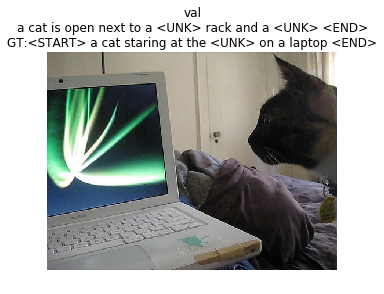 val
a cat is open next to a <UNK> rack and a <UNK> <END>
GT:<START> a cat staring at the <UNK> on a laptop <END>